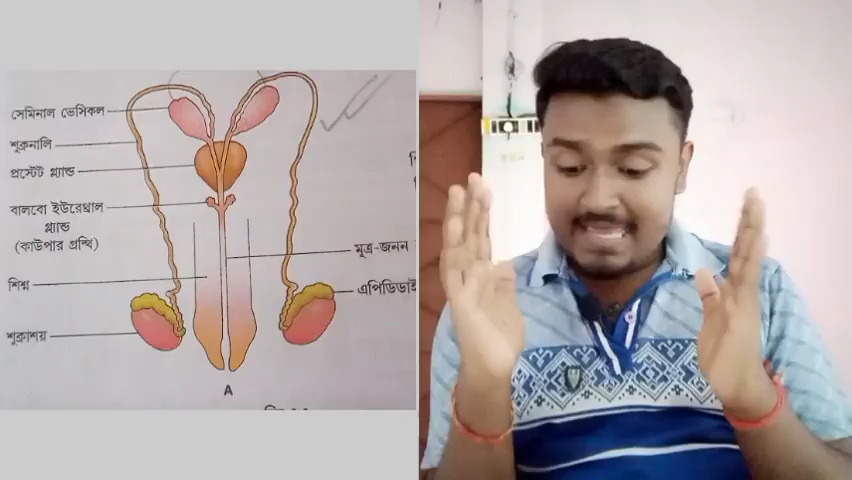 সেমিনাল ভেসিকল
শুক্রনালি
প্রস্টেট গ্ল্যান্ড
বালবো ইউরেথ্রাল
গ্ল্যান্ড
(কাউপার গ্রন্থি)
মূত্র-জনন
শিশ্ন
এপিডিডাই
শুক্রাশয়
A